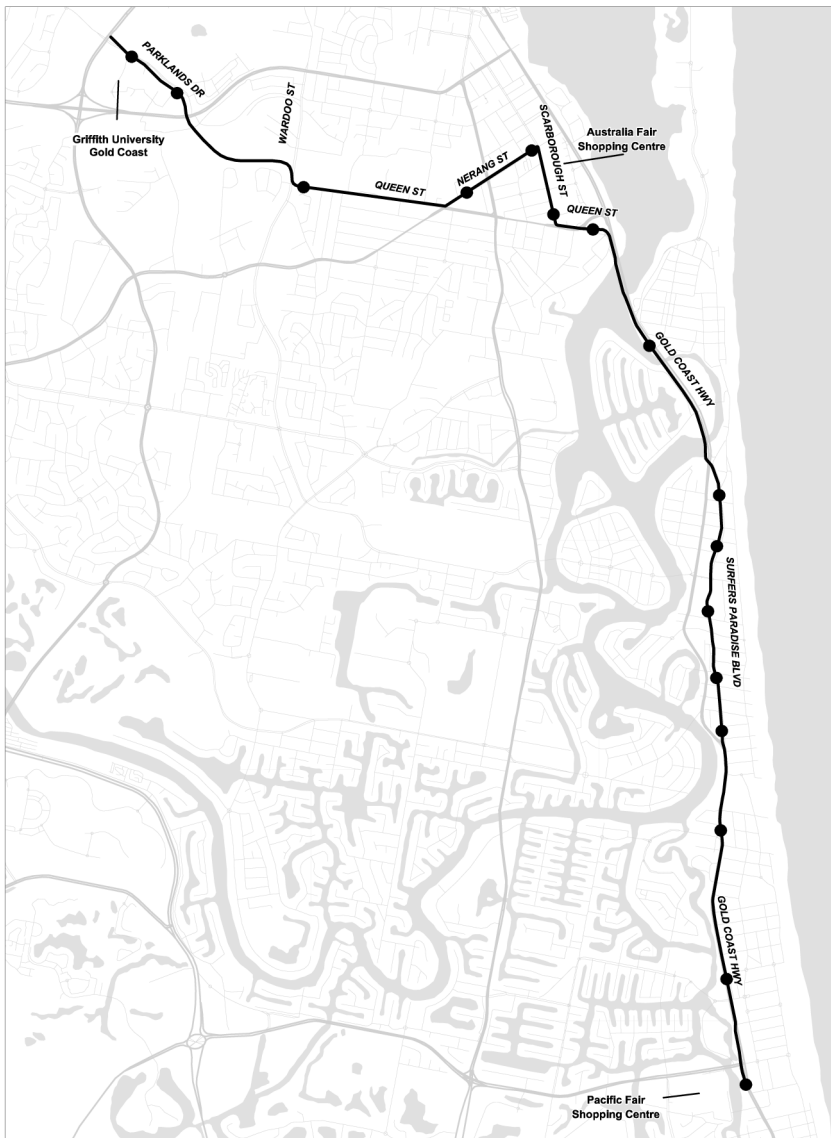 PARKLANDS DR
Griffith University
Gold Coast
WARDOO ST
QUEEN ST
NERANG ST
SCARBOROUGH ST
Australia Fair
Shopping Centre
QUEEN ST
GOLD COAST HWY
SURFERS PARADISE BLVD
GOLD COAST HWY
Pacific Fair
Shopping Centre